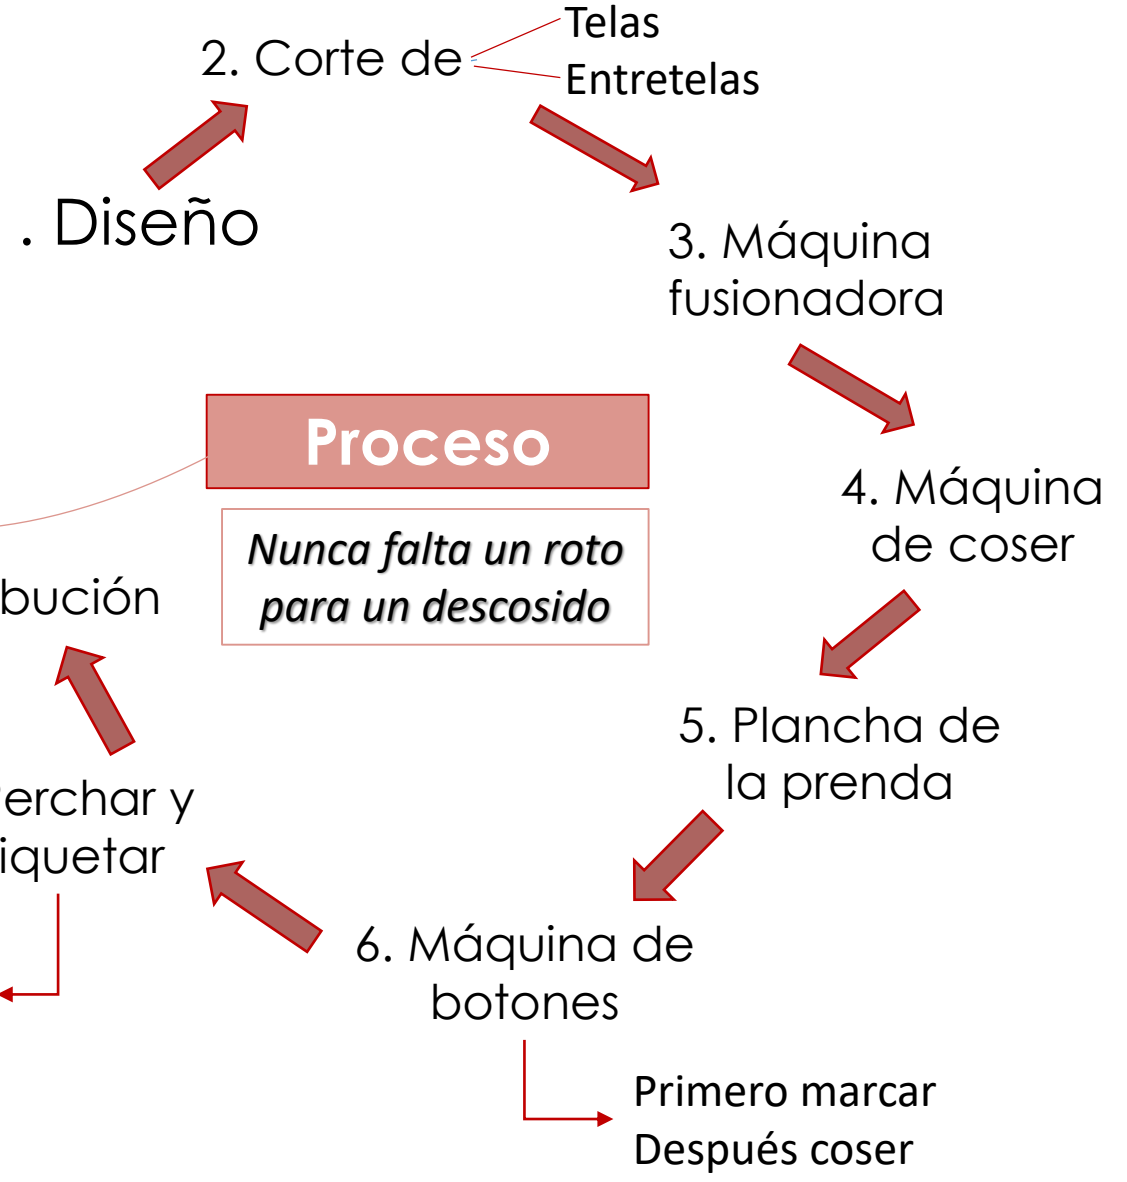 2. Corte de
Telas
Entretelas
. Diseño
3. Máquina
fusionadora
Proceso
4. Máquina
de coser
Nunca falta un roto
para un descosido
bución
5. Plancha de
la prenda
erchar y
iquetar
6. Máquina de
botones
Primero marcar
Después coser